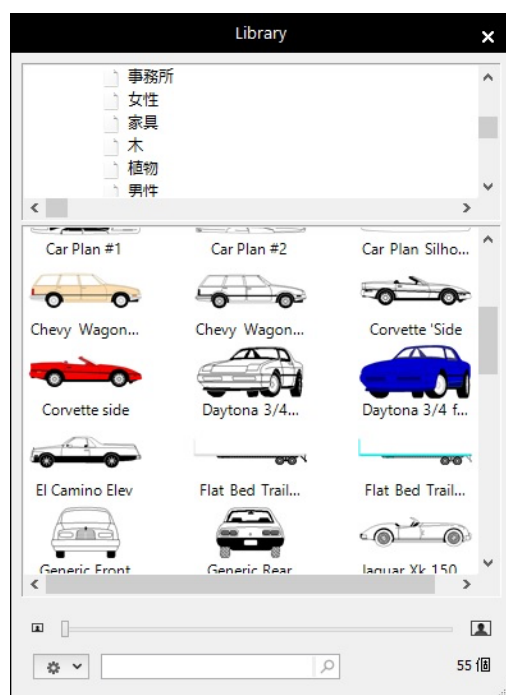 Library
事務所
女性
家具
木
植物
男性
Car Plan #1
Car Plan #2
Car Plan Silho...
Chevy Wagon...
Chevy Wagon...
Corvette 'Side
Corvette side
Daytona 3/4...
Daytona 3/4 f...
El Camino Elev
Flat Bed Trail...
Flat Bed Trail...
Generic Front
Generic Rear
Jaguar Xk 150
55 個